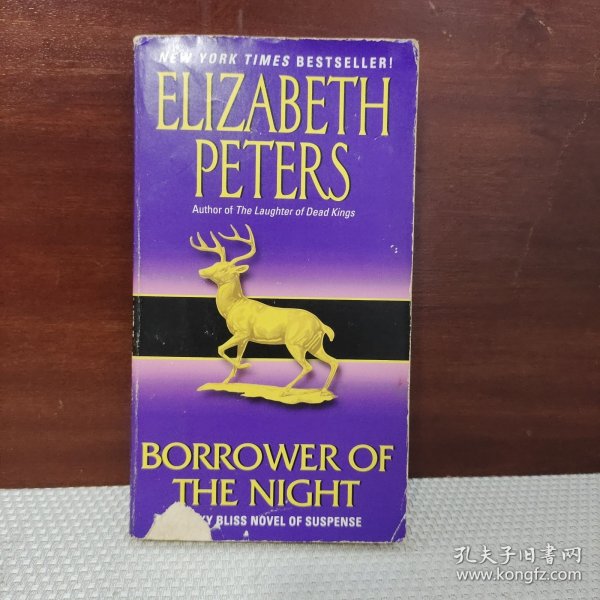 NEW YORK TIMES BESTSELLER!
ELIZABETH
PETERS
Author of The Laughter of Dead Kings
BORROWER OF
THE NIGHT
BLISS NOVEL OF SUSPENSE
孔夫子旧书网
www.kongfz.com